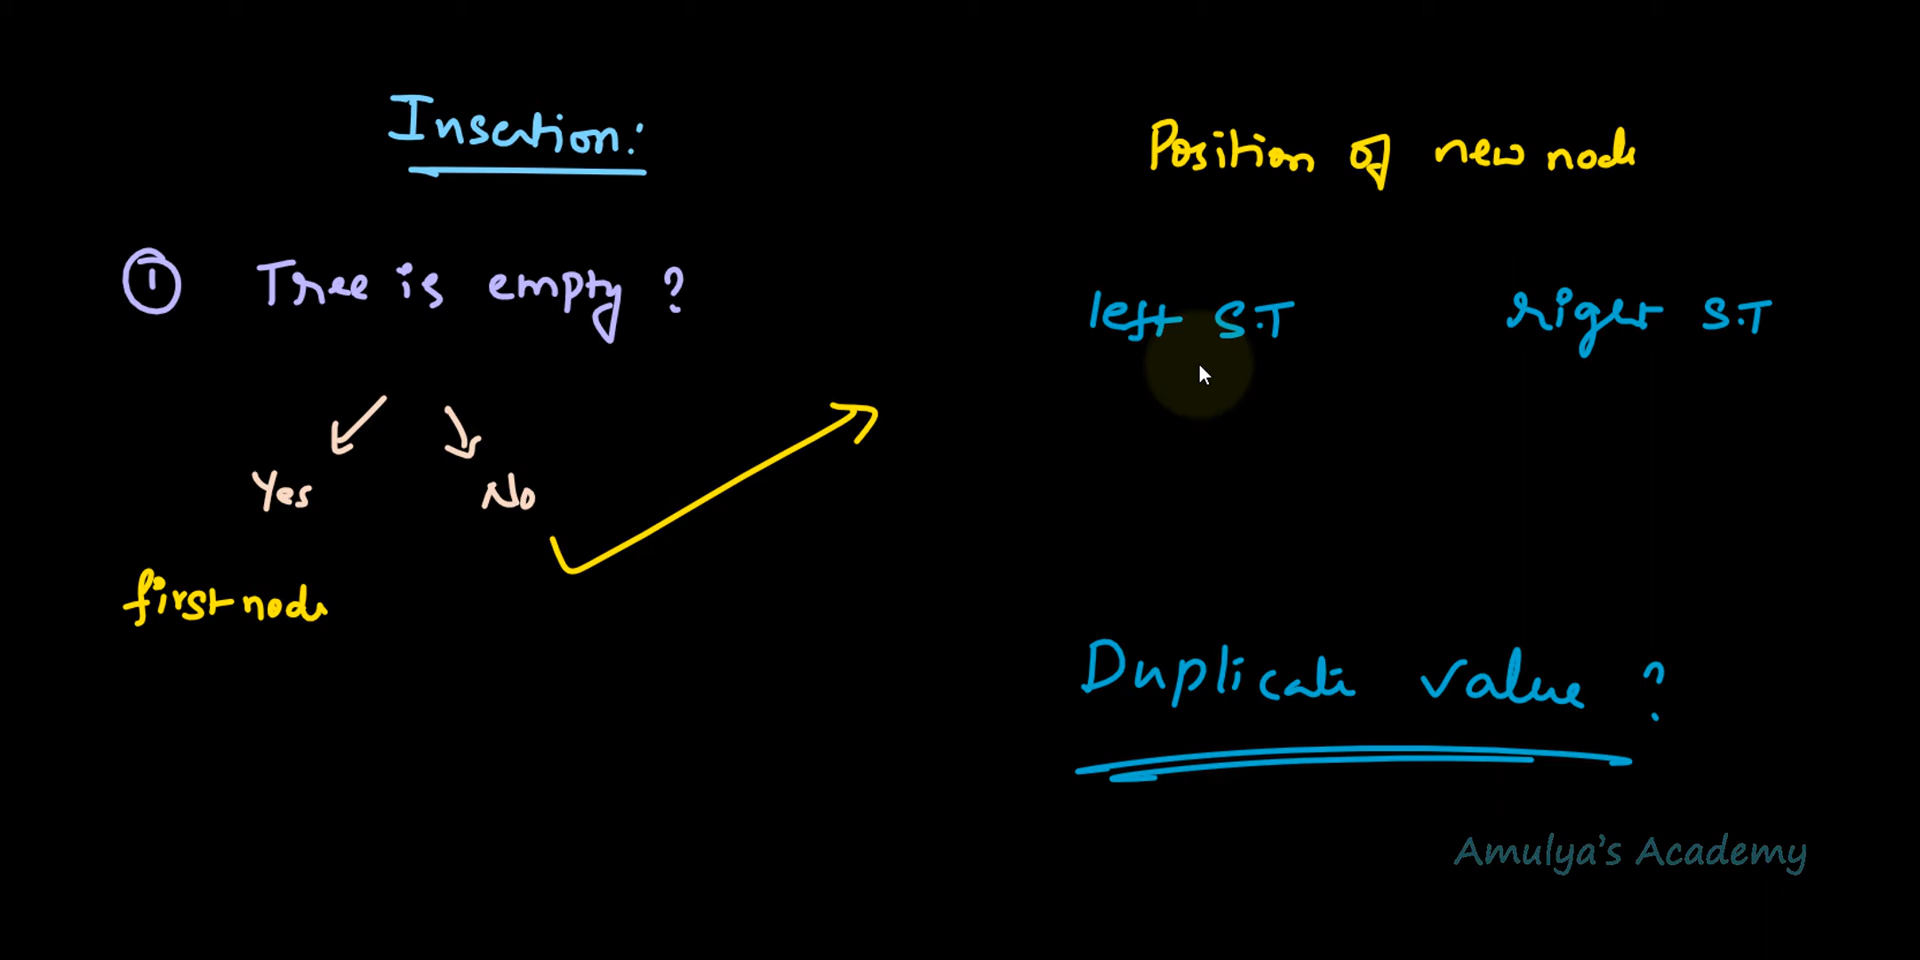 Insertion:
① Tree is empty ?
Yes No
first node
Position of new node
left S.T right S.T
Duplicate value ?
Amulya's Academy